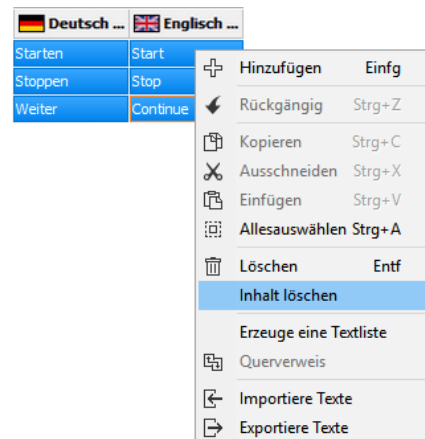 Deutsch ... Englisch ...
Starten Start
Stoppen Stop
Weiter Continue
Hinzufügen Einfg
Rückgängig Strg+Z
Kopieren Strg+C
Ausschneiden Strg+X
Einfügen Strg+V
Allesauswählen Strg+A
Löschen Entf
Inhalt löschen
Erzeuge eine Textliste
Querverweis
Importiere Texte
Exportiere Texte